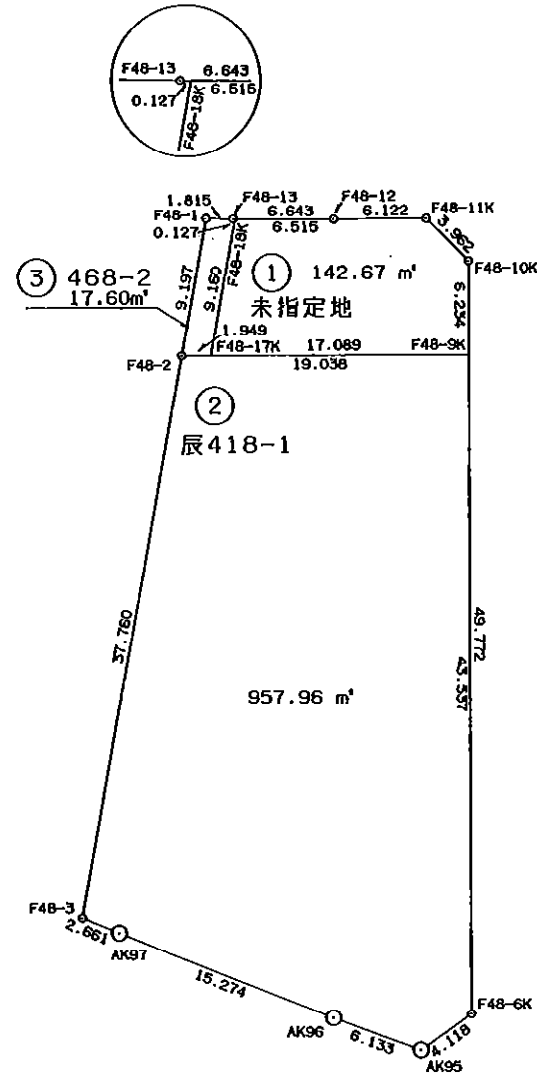 F48-13 6.643
0.127 6.515
F48-18K
1.815 F48-13 F48-12
F48-1 6.643 6.122 F48-11K
0.127 6.515 3.962
F48-18K
③ 468-2 ① 142.67 ㎡ F48-10K
17.60㎡ 9.197 9.160 未指定地 6.234
1.949 F48-17K 17.089 F48-9K
F48-2 19.038
②
辰418-1
37.760
49.772
43.537
957.96 ㎡
F48-3
2.661
AK97
15.274
F48-6K
AK96 6.133 4.118
AK95